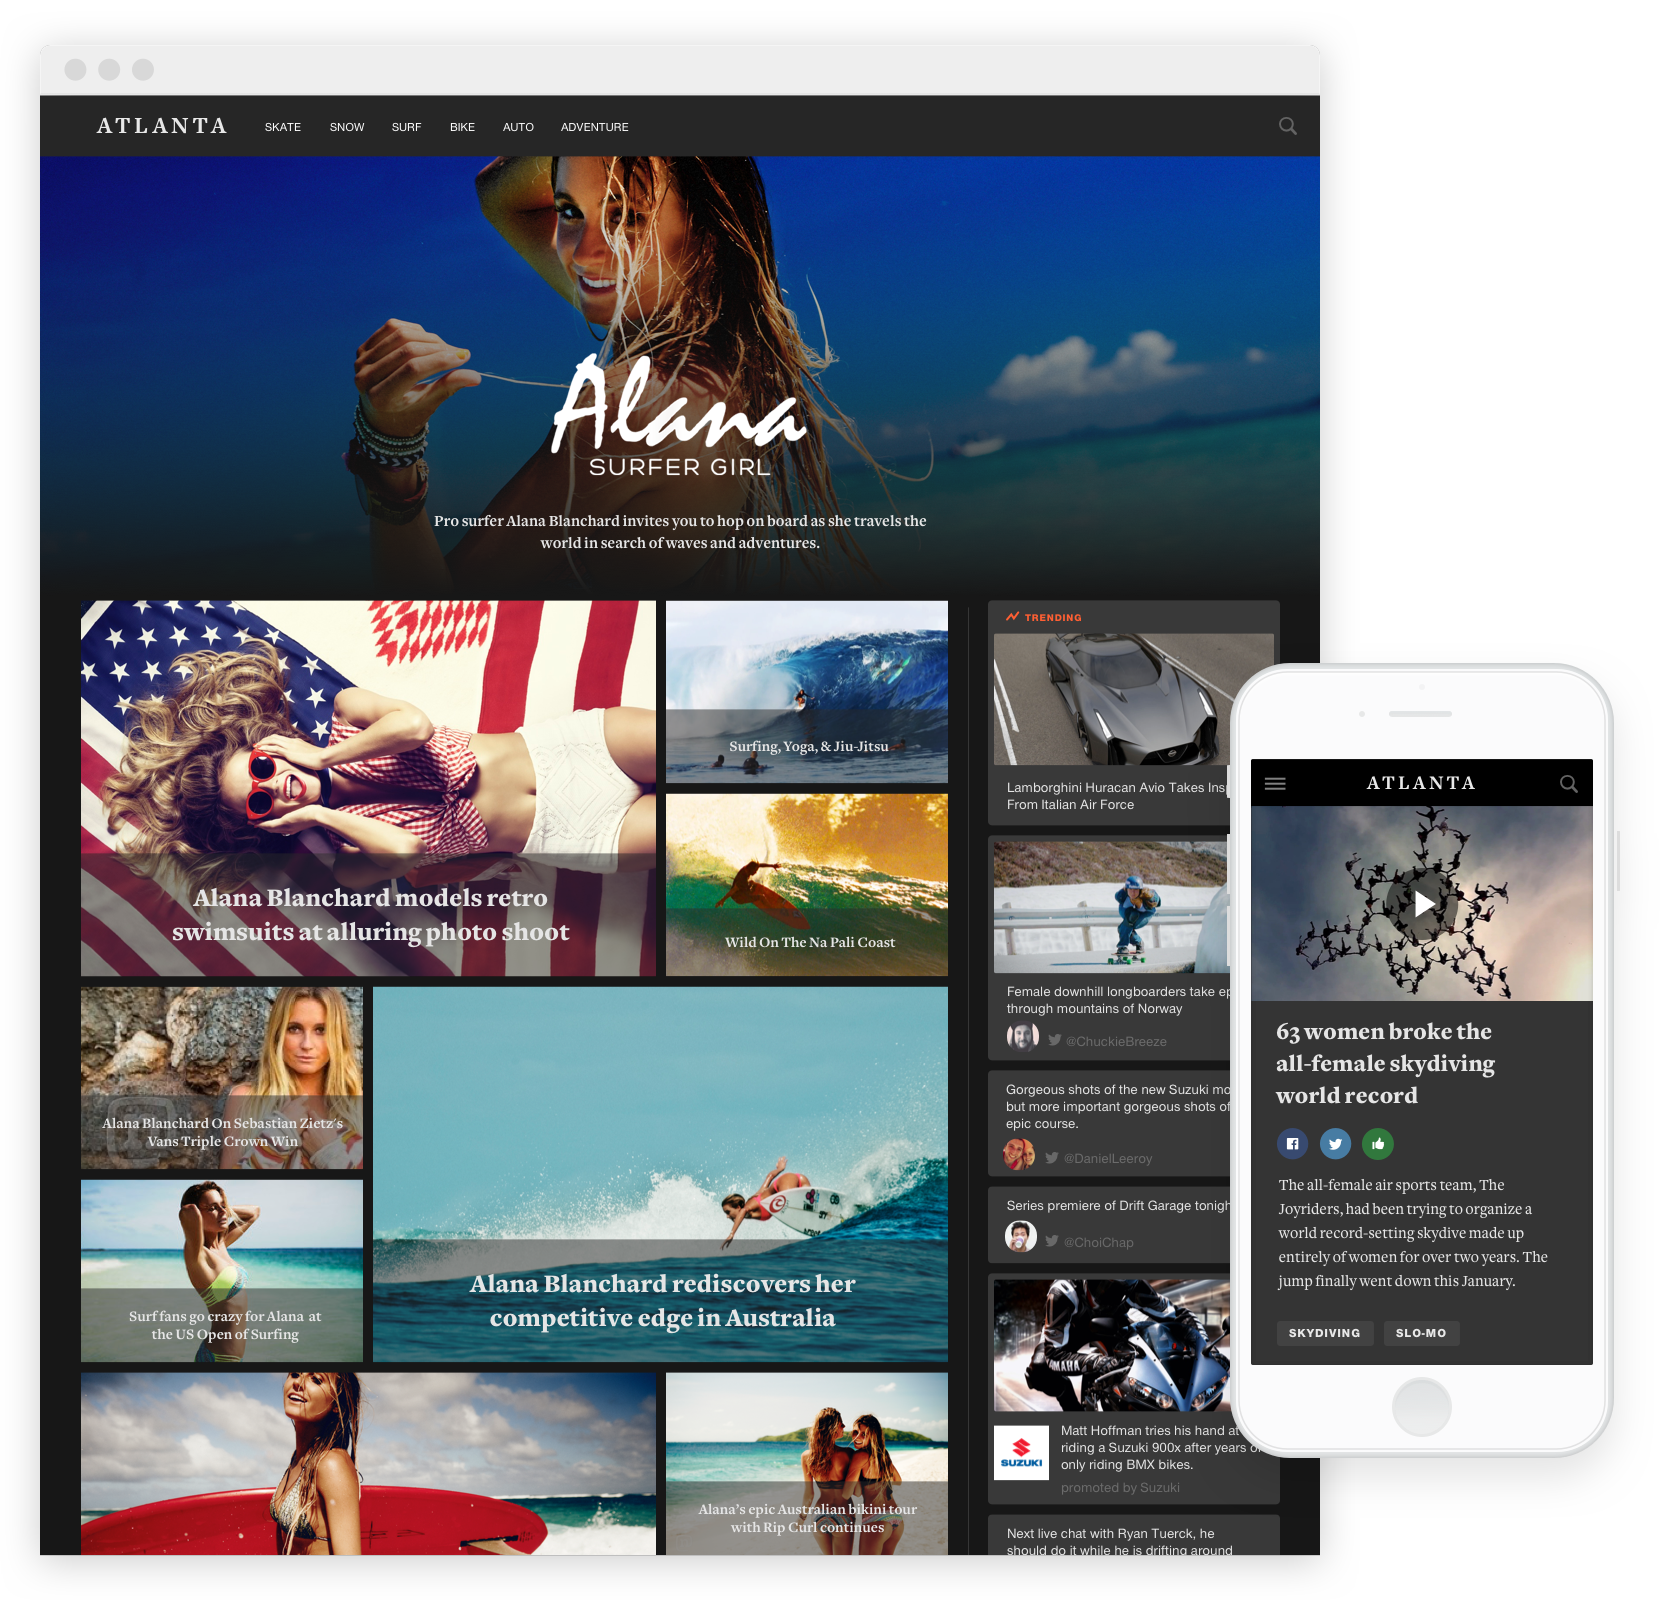 ATLANTA
SKATE
SNOW
SURF
BIKE
AUTO
ADVENTURE
Alana
SURFER GIRL
Pro surfer Alana Blanchard invites you to hop on board as she travels the
world in search of waves and adventures.
Alana Blanchard models retro
swimsuits at alluring photo shoot
Surfing, Yoga, & Jiu-Jitsu
Wild On The Na Pali Coast
Alana Blanchard On Sebastian Zietz's
Vans Triple Crown Win
Surf fans go crazy for Alana at
the US Open of Surfing
Alana Blanchard rediscovers her
competitive edge in Australia
Alana's epic Australian bikini tour
with Rip Curl continues
TRENDING
Lamborghini Huracan Avio Takes
From Italian Air Force
Female downhill longboarders take
through mountains of Norway
@ChuckieBreeze
Gorgeous shots of the new Suzuki
but more important gorgeous shots of
epic course.
@DanielLeeroy
Series premiere of Drift Garage
@ChoiChap
YAMAHA
SUZUKI
Matt Hoffman tries his hand at
riding a Suzuki 900x after years
only riding BMX bikes.
promoted by Suzuki
Next live chat with Ryan Tuerck, he
should do it while he is drifting around
ATLANTA
63 women broke the
all-female skydiving
world record
The all-female air sports team, The
Joyriders, had been trying to organize a
world record-setting skydive made up
entirely of women for over two years. The
jump finally went down this January.
SKYDIVING
SLO-MO